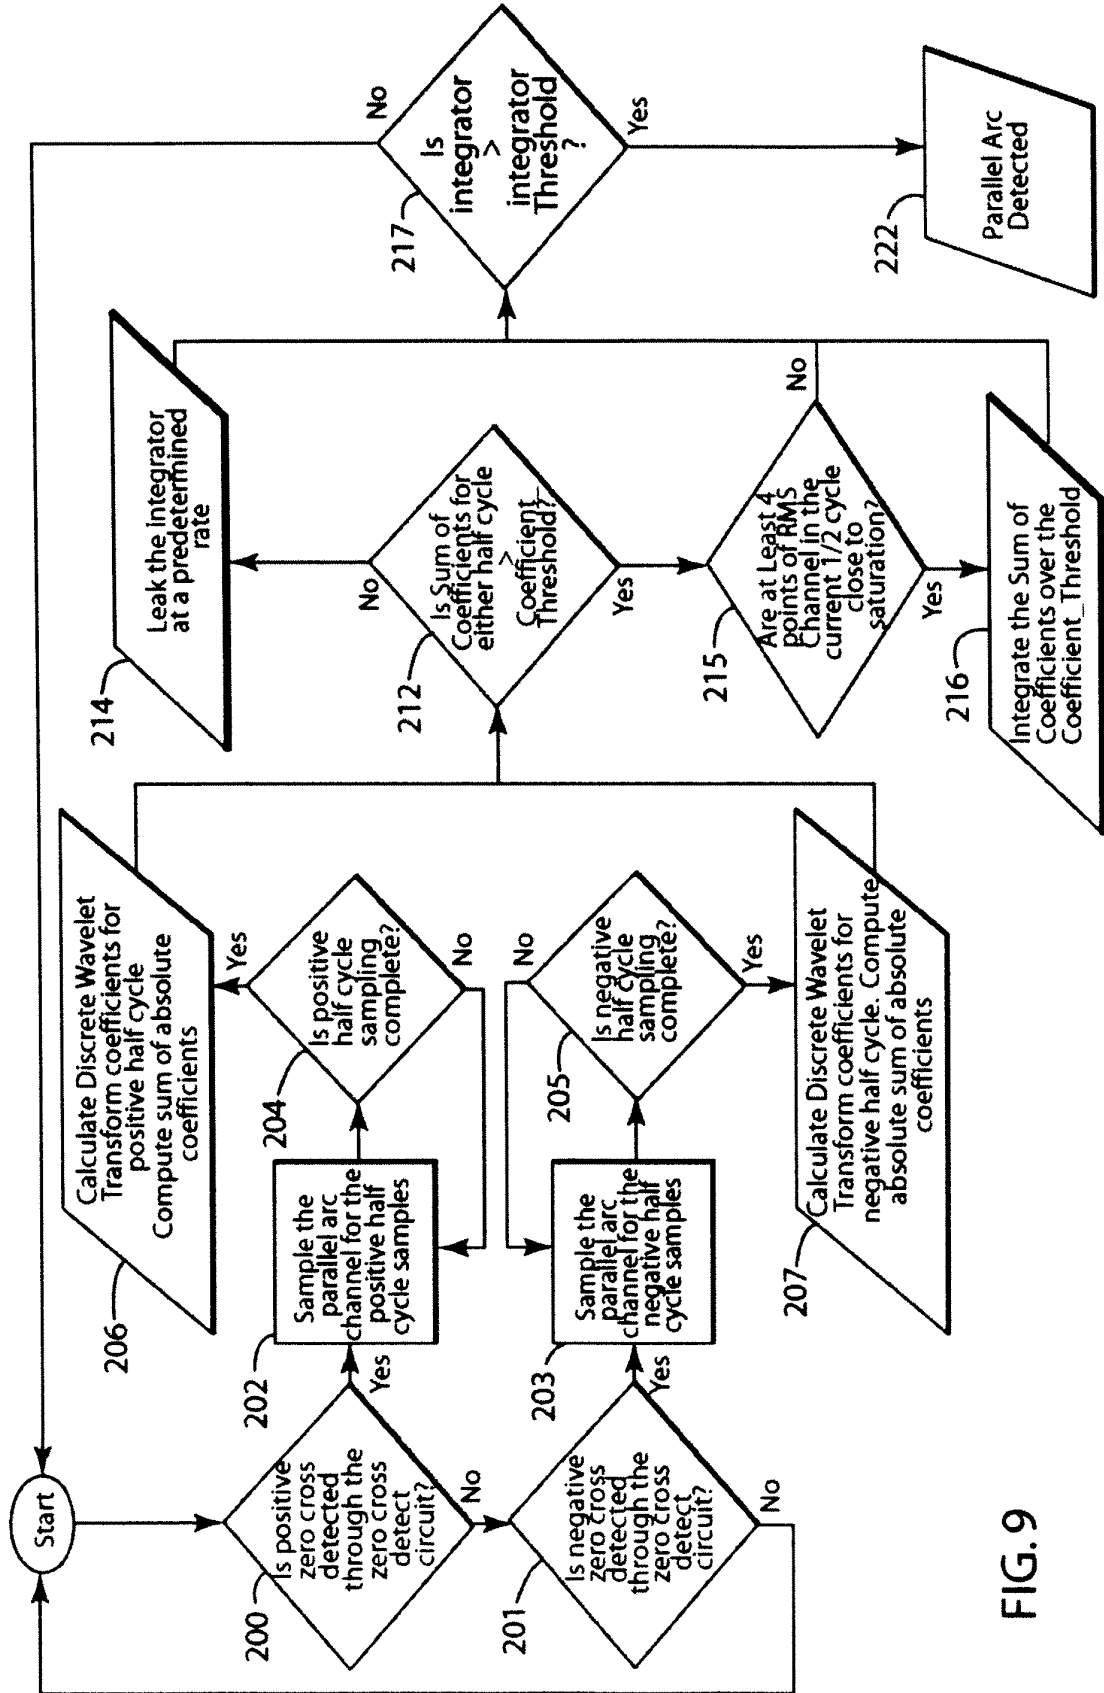 Start
200
Is positive
zero cross
detected
through the
zero cross
detect
circuit?
Yes
No
201
Is negative
zero cross
detected
through the
zero cross
detect
circuit?
Yes
No
202
Sample the
parallel arc
channel for the
positive half
cycle samples
203
Sample the
parallel arc
channel for the
negative half
cycle samples
204
Is positive
half cycle
sampling
complete?
Yes
No
205
Is negative
half cycle
sampling
complete?
No
Yes
206
Calculate Discrete Wavelet
Transform coefficients for
positive half cycle
Compute sum of absolute
coefficients
207
Calculate Discrete Wavelet
Transform coefficients for
negative half cycle. Compute
absolute sum of absolute
coefficients
212
Is Sum of
Coefficients for
either half cycle
>
Coefficient_
Threshold?
No
Yes
214
Leak the Integrator
at a predetermined
rate
215
Are at Least 4
points of RMS
Channel in the
current 1/2 cycle
close to
saturation?
No
Yes
216
Integrate the Sum of
Coefficients over the
Coefficient_Threshold
217
Is
integrator
>
integrator
Threshold
?
No
Yes
222
Parallel Arc
Detected
FIG. 9